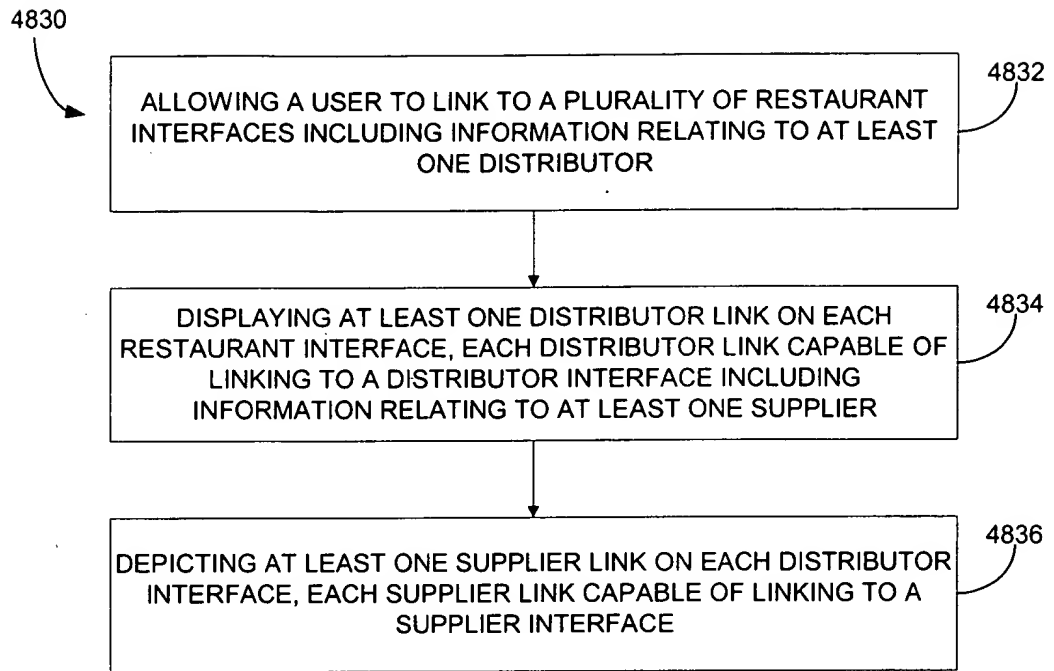 4830
4832
ALLOWING A USER TO LINK TO A PLURALITY OF RESTAURANT
INTERFACES INCLUDING INFORMATION RELATING TO AT LEAST
ONE DISTRIBUTOR
4834
DISPLAYING AT LEAST ONE DISTRIBUTOR LINK ON EACH
RESTAURANT INTERFACE, EACH DISTRIBUTOR LINK CAPABLE OF
LINKING TO A DISTRIBUTOR INTERFACE INCLUDING
INFORMATION RELATING TO AT LEAST ONE SUPPLIER
4836
DEPICTING AT LEAST ONE SUPPLIER LINK ON EACH DISTRIBUTOR
INTERFACE, EACH SUPPLIER LINK CAPABLE OF LINKING TO A
SUPPLIER INTERFACE